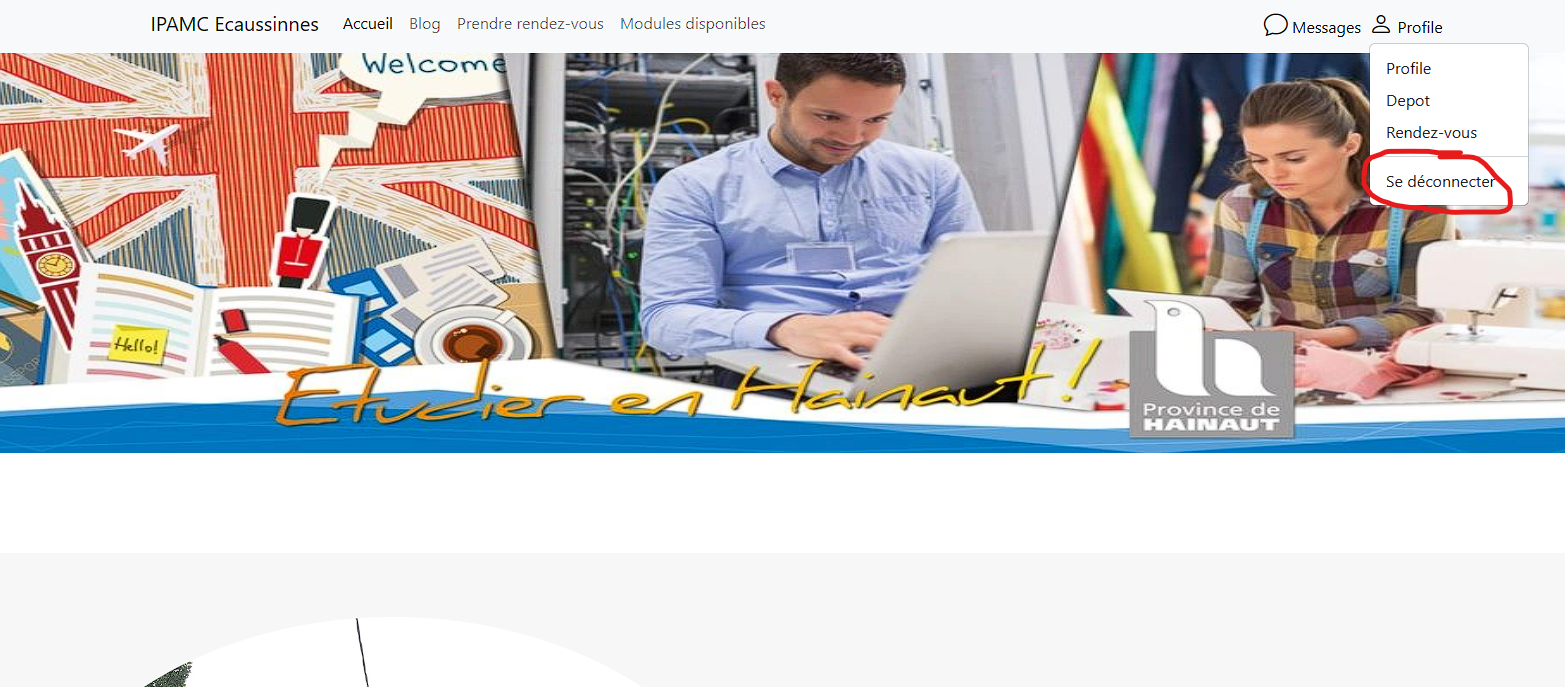 IPAMC Ecaussinnes Accueil Blog Prendre rendez-vous Modules disponibles Messages Profile
Profile
Depot
Rendez-vous
Se déconnecter
Welcome
Hello!
Etudier en Hainaut!
Province de
HAINAUT